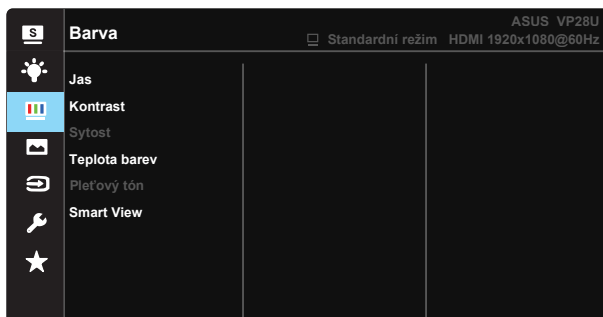 S
Barva
ASUS VP28U
Standardní režim HDMI 1920x1080@60Hz
Jas
Kontrast
Sytost
Teplota barev
Pleťový tón
Smart View